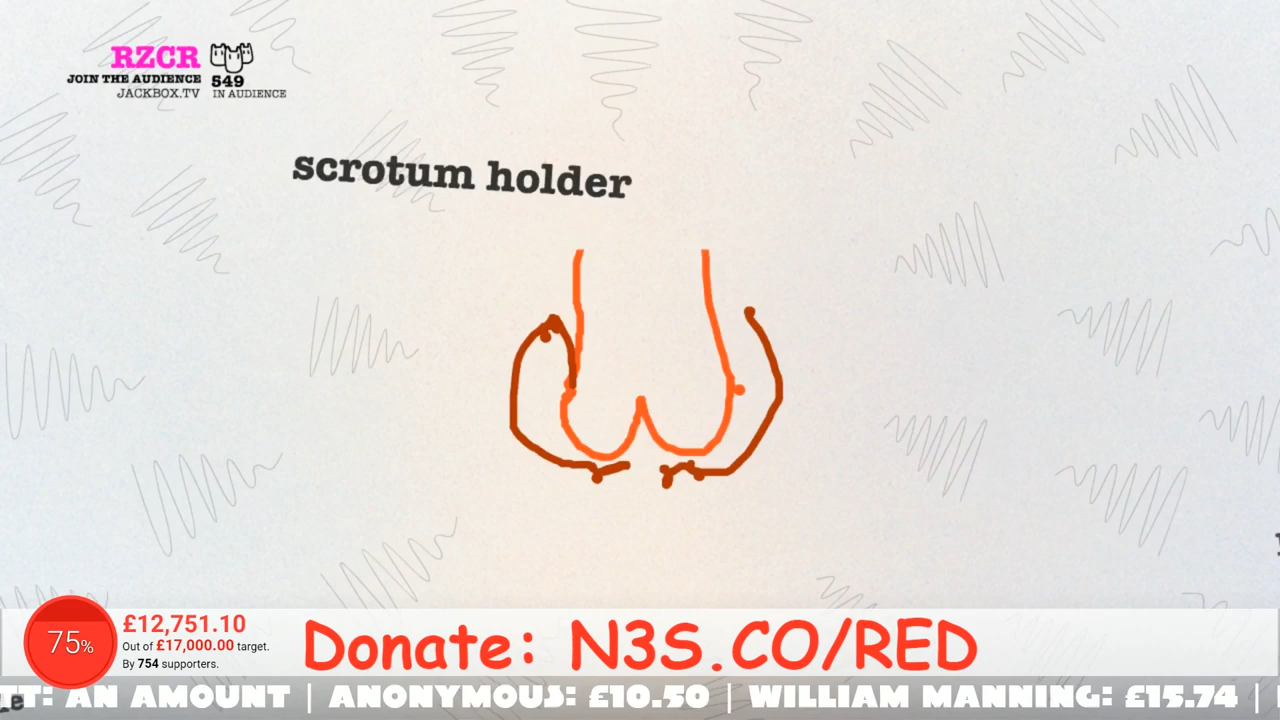 RZCR
JOIN THE AUDIENCE
JACKBOX.TV
549
IN AUDIENCE
scrotum holder
75%
£12,751.10
Out of £17,000.00 target.
By 754 supporters.
Donate: N3S.CO/RED
AN AMOUNT | ANONYMOUS: £10.50 | WILLIAM MANNING: £15.74 |